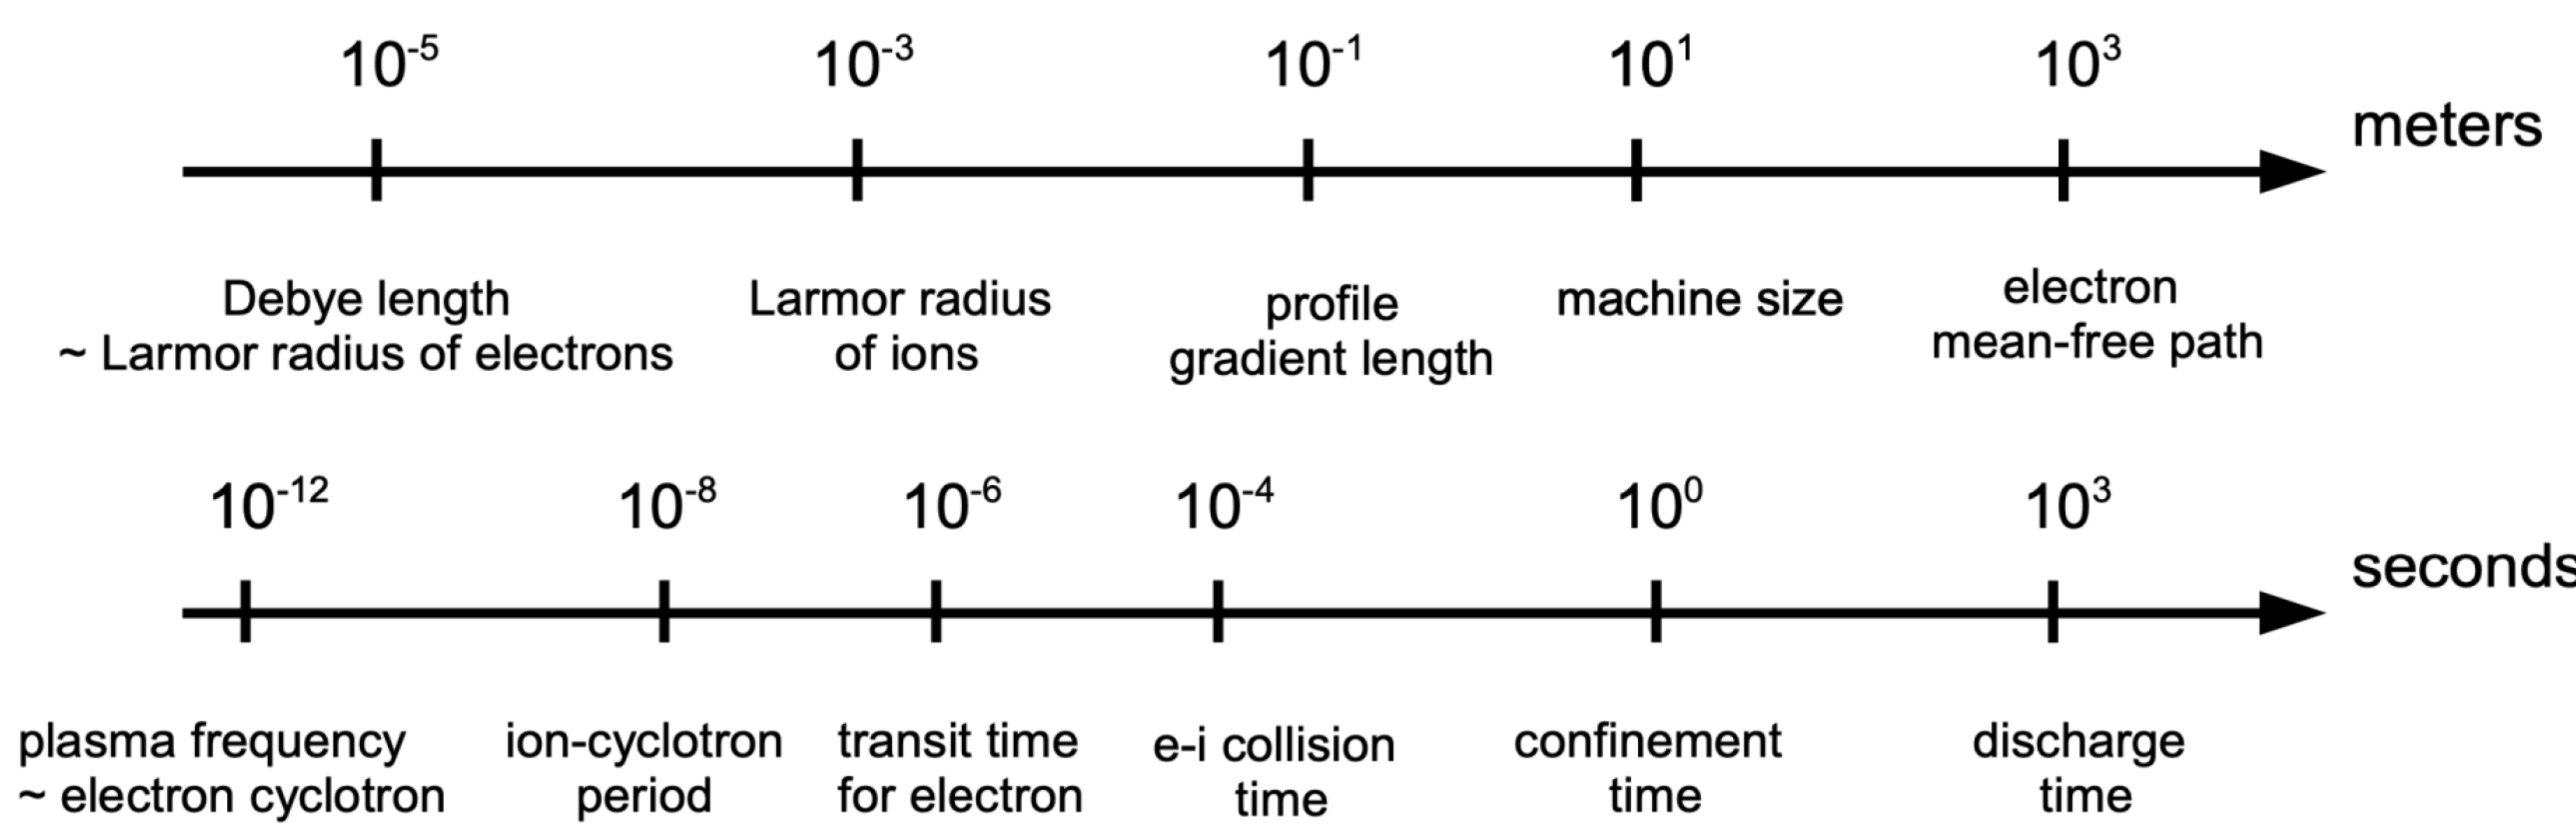 10⁻⁵ 10⁻³ 10⁻¹ 10¹ 10³
meters
Debye length
~ Larmor radius of electrons
Larmor radius
of ions
profile
gradient length
machine size
electron
mean-free path
10⁻¹² 10⁻⁸ 10⁻⁶ 10⁻⁴ 10⁰ 10³
seconds
plasma frequency
~ electron cyclotron
ion-cyclotron
period
transit time
for electron
e-i collision
time
confinement
time
discharge
time